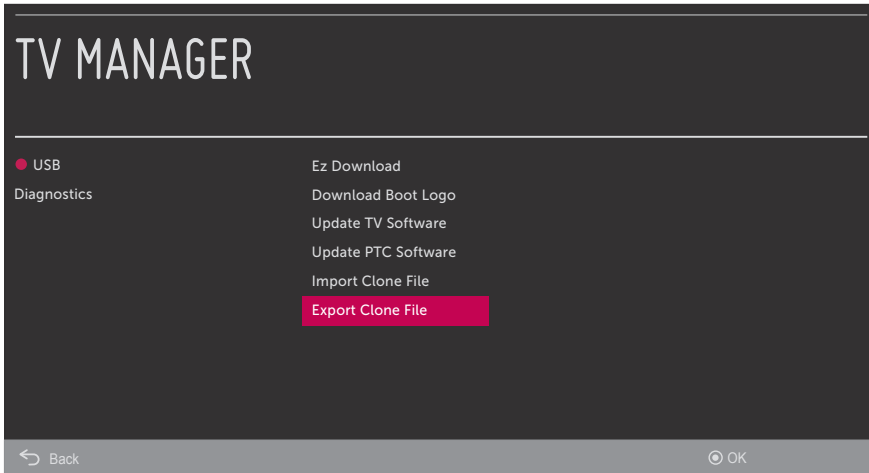 TV MANAGER
USB
Diagnostics
Ez Download
Download Boot Logo
Update TV Software
Update PTC Software
Import Clone File
Export Clone File
Back
OK